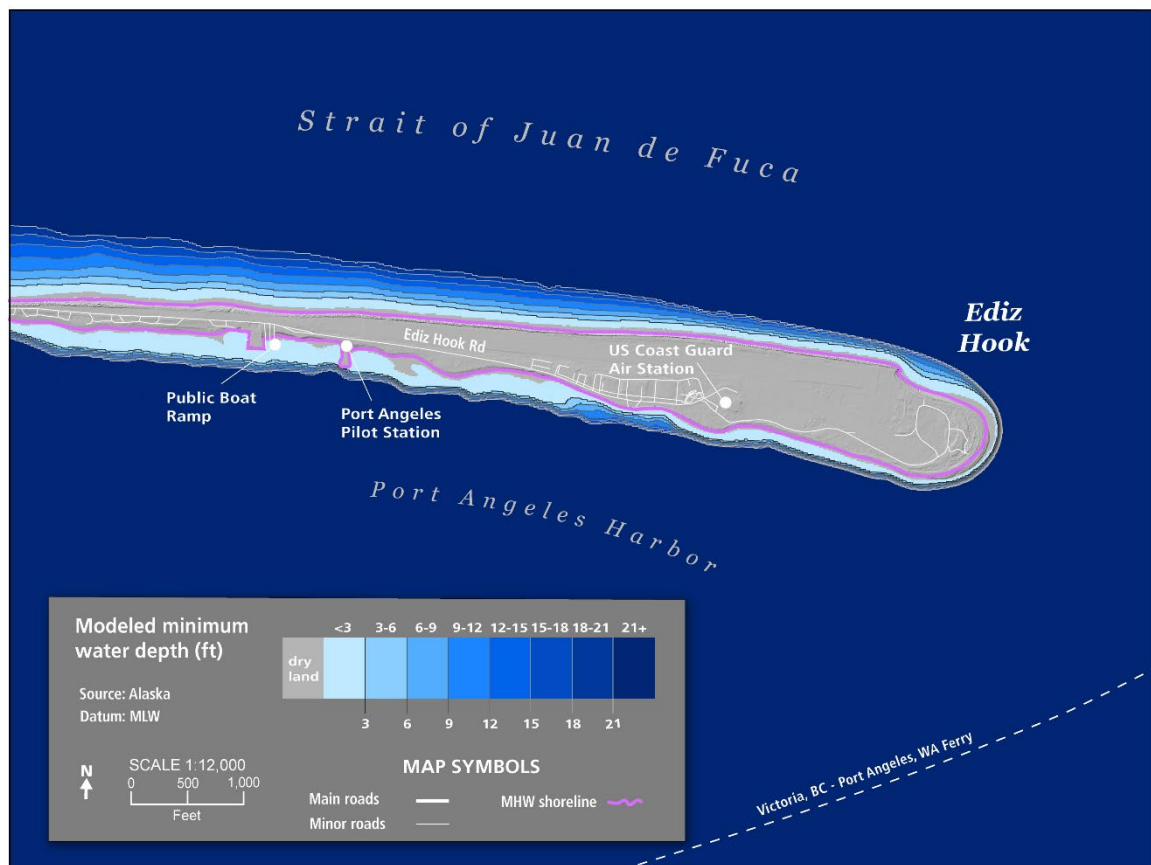 Strait of Juan de Fuca
Ediz
Hook
Ediz Hook Rd
US Coast Guard
Air Station
Public Boat
Ramp
Port Angeles
Pilot Station
Port Angeles Harbor
Modeled minimum
water depth (ft)
<3 3-6 6-9 9-12 12-15 15-18 18-21 21+
dry
land
3 6 9 12 15 18 21
Source: Alaska
Datum: MLW
N
SCALE 1:12,000
0 500 1,000
Feet
MAP SYMBOLS
Main roads
MHW shoreline
Minor roads
Victoria, BC - Port Angeles, WA Ferry